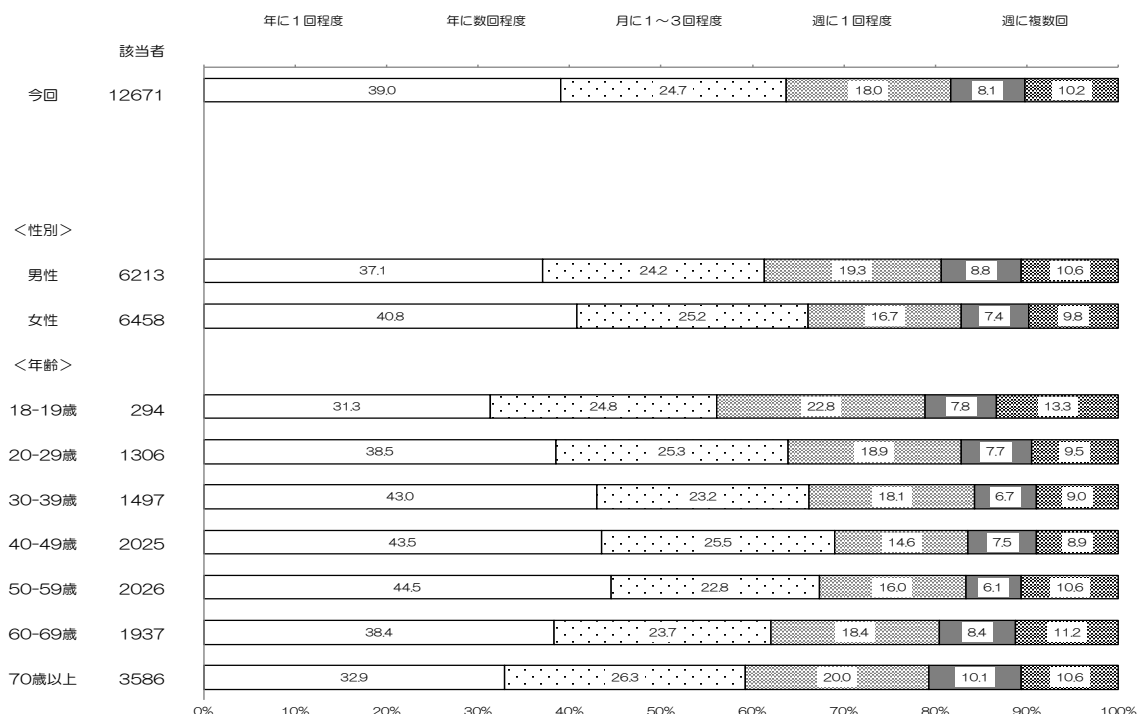 年に1回程度 年に数回程度 月に1～3回程度 週に1回程度 週に複数回
該当者
今回 12671 39.0 24.7 18.0 8.1 10.2
＜性別＞
男性 6213 37.1 24.2 19.3 8.8 10.6
女性 6458 40.8 25.2 16.7 7.4 9.8
＜年齢＞
18-19歳 294 31.3 24.8 22.8 7.8 13.3
20-29歳 1306 38.5 25.3 18.9 7.7 9.5
30-39歳 1497 43.0 23.2 18.1 6.7 9.0
40-49歳 2025 43.5 25.5 14.6 7.5 8.9
50-59歳 2026 44.5 22.8 16.0 6.1 10.6
60-69歳 1937 38.4 23.7 18.4 8.4 11.2
70歳以上 3586 32.9 26.3 20.0 10.1 10.6
0% 10% 20% 30% 40% 50% 60% 70% 80% 90% 100%